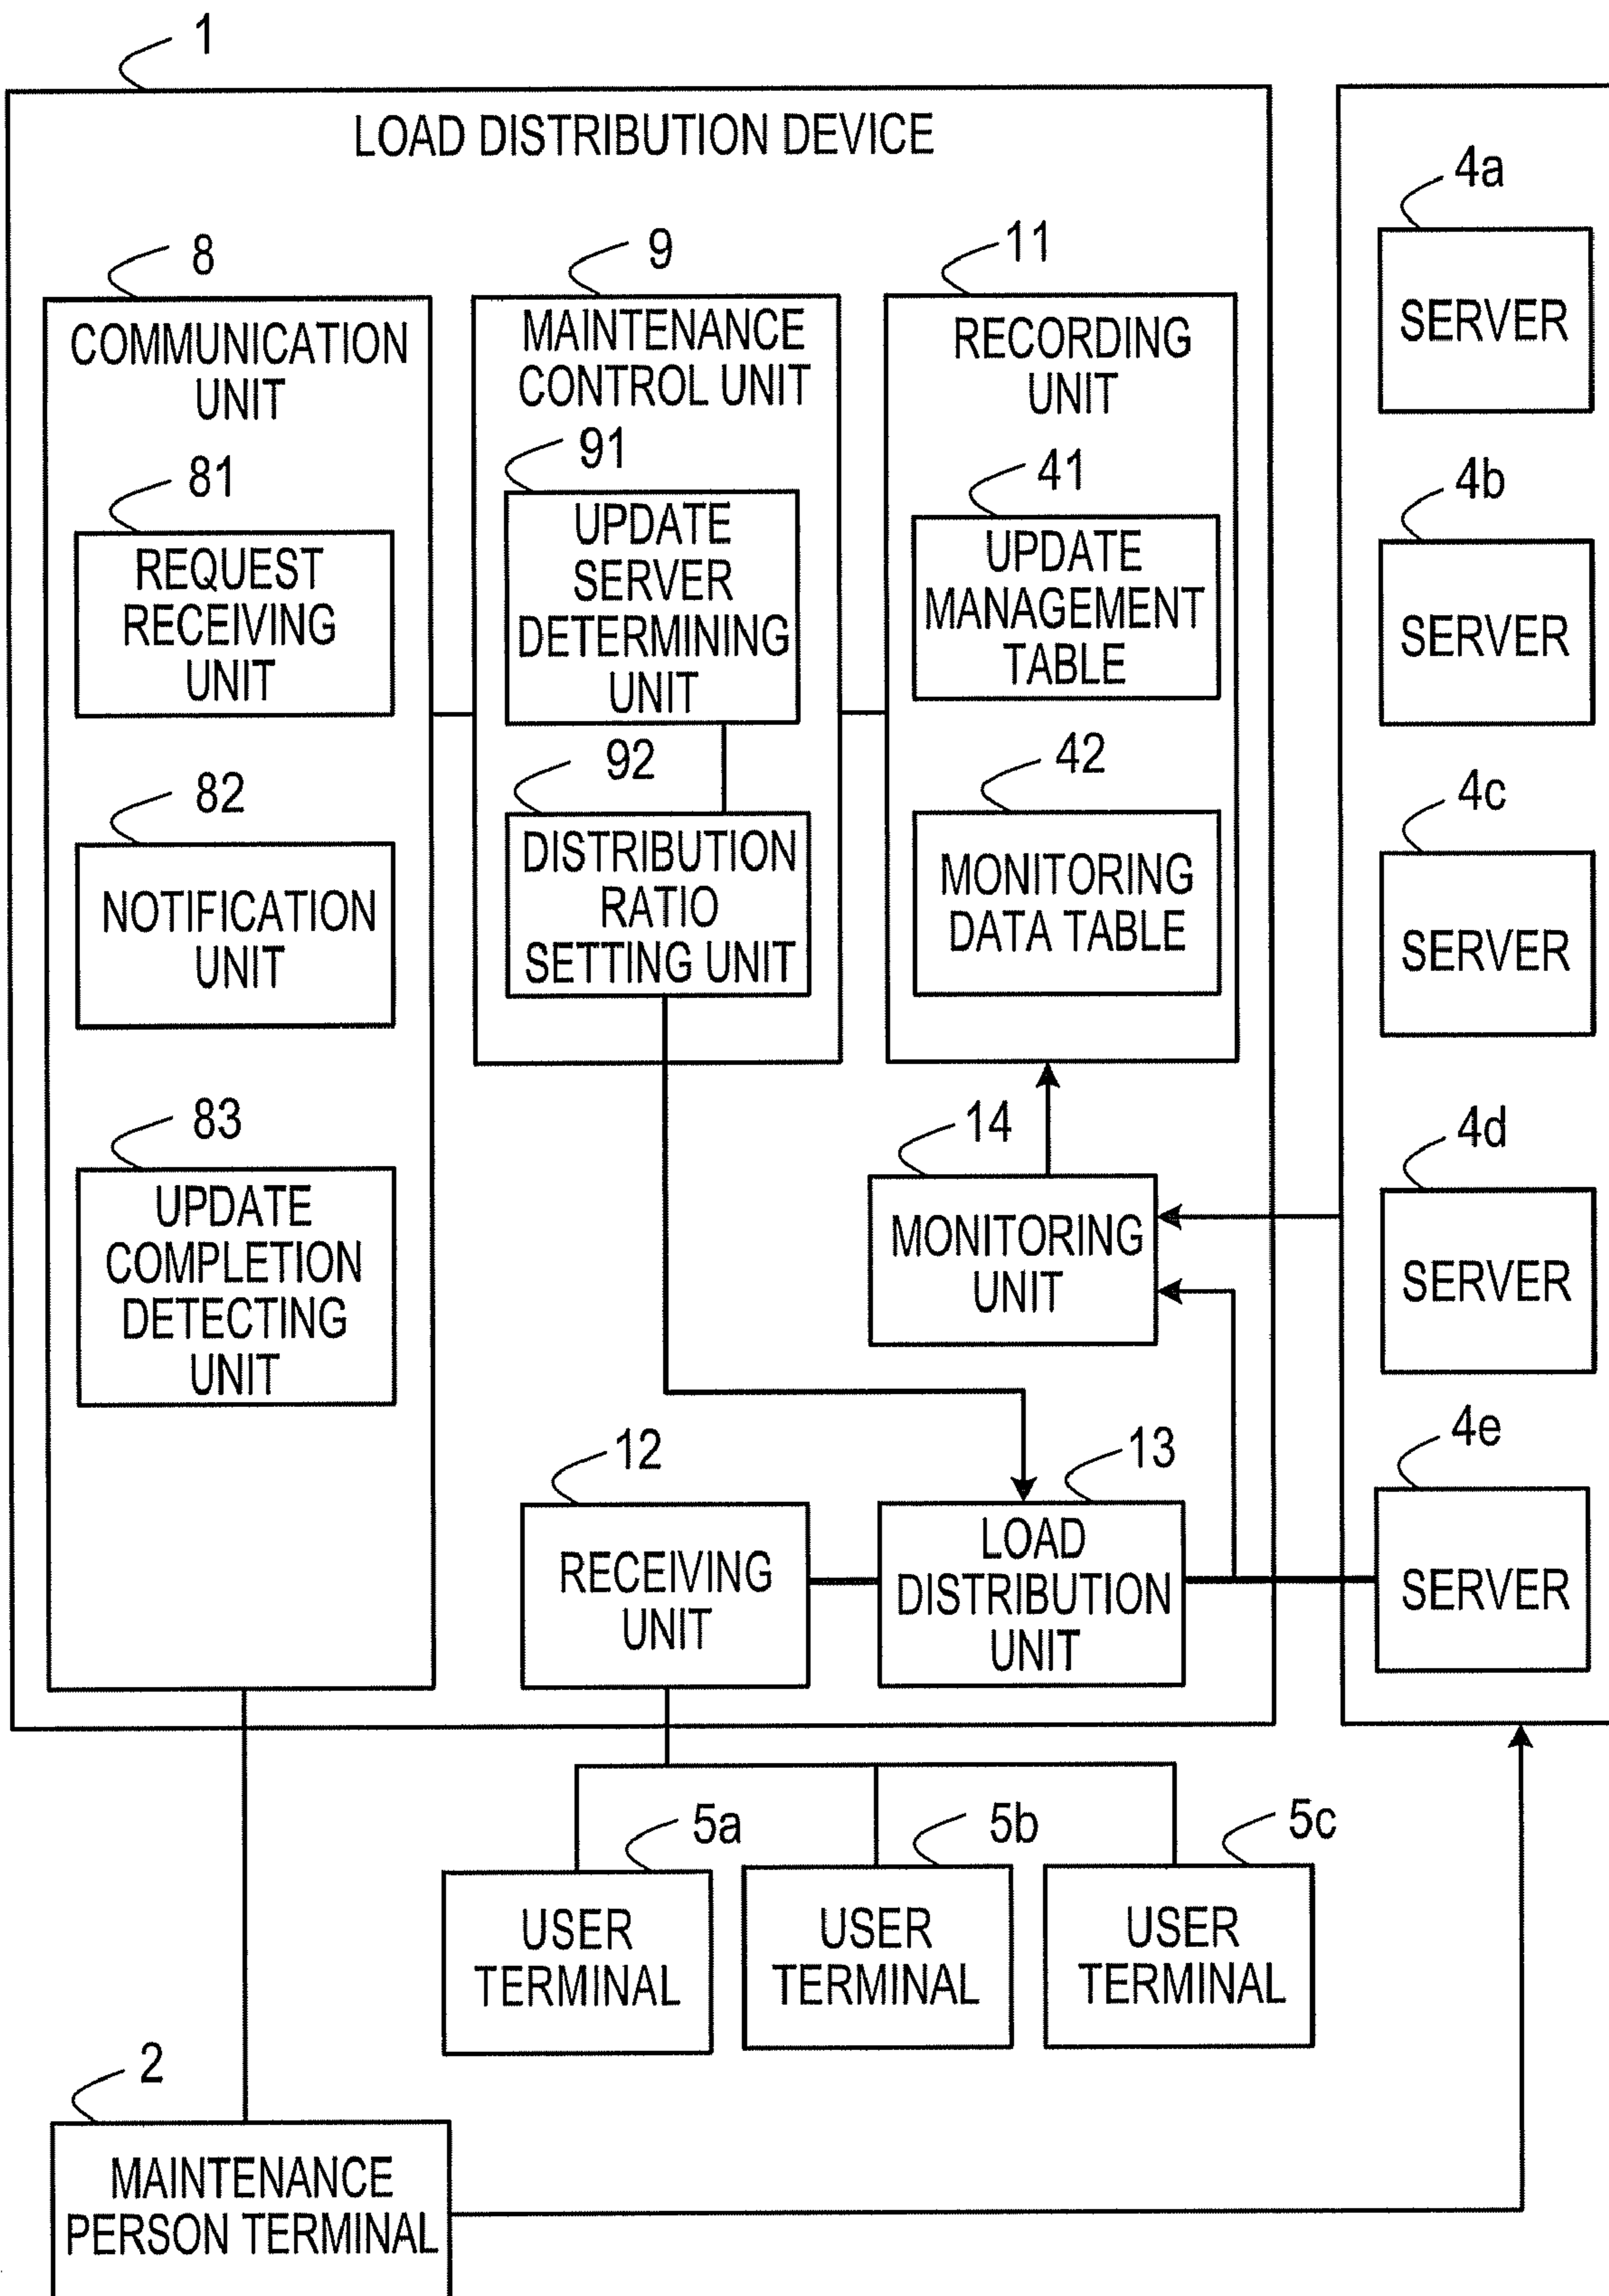 1
LOAD DISTRIBUTION DEVICE
8
COMMUNICATION
UNIT
81
REQUEST
RECEIVING
UNIT
82
NOTIFICATION
UNIT
83
UPDATE
COMPLETION
DETECTING
UNIT
9
MAINTENANCE
CONTROL UNIT
91
UPDATE
SERVER
DETERMINING
UNIT
92
DISTRIBUTION
RATIO
SETTING UNIT
11
RECORDING
UNIT
41
UPDATE
MANAGEMENT
TABLE
42
MONITORING
DATA TABLE
14
MONITORING
UNIT
12
RECEIVING
UNIT
13
LOAD
DISTRIBUTION
UNIT
4a
SERVER
4b
SERVER
4c
SERVER
4d
SERVER
4e
SERVER
5a
USER
TERMINAL
5b
USER
TERMINAL
5c
USER
TERMINAL
2
MAINTENANCE
PERSON TERMINAL